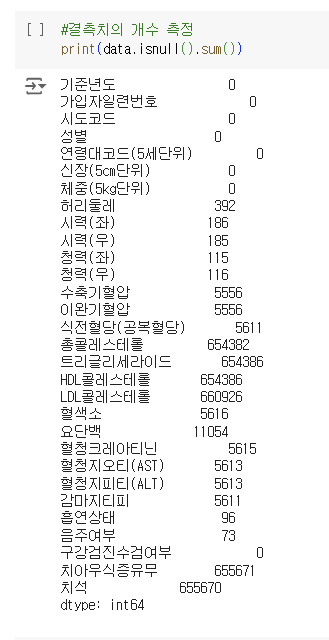 [ ] #결측치의 개수 측정
print(data.isnull().sum())
기준년도 0
가입자일련번호 0
시도코드 0
성별 0
연령대코드(5세단위) 0
신장(5cm단위) 0
체중(5kg단위) 0
허리둘레 392
시력(좌) 186
시력(우) 185
청력(좌) 115
청력(우) 116
수축기혈압 5556
이완기혈압 5556
식전혈당(공복혈당) 5611
총콜레스테롤 654382
트리글리세라이드 654386
HDL콜레스테롤 654386
LDL콜레스테롤 660926
혈색소 5616
요단백 11054
혈청크레아티닌 5615
혈청지오티(AST) 5613
혈청지피티(ALT) 5613
감마지티피 5611
흡연상태 96
음주여부 73
구강검진수검여부 0
치아우식증유무 655671
치석 655670
dtype: int64